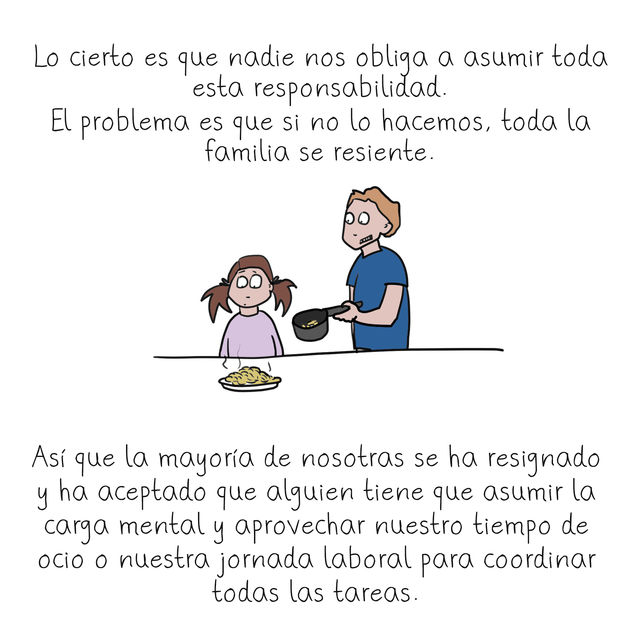 Lo cierto es que nadie nos obliga a asumir toda
esta responsabilidad.
El problema es que si no lo hacemos, toda la
familia se resiente.
Así que la mayoría de nosotras se ha resignado
y ha aceptado que alguien tiene que asumir la
carga mental y aprovechar nuestro tiempo de
ocio o nuestra jornada laboral para coordinar
todas las tareas.